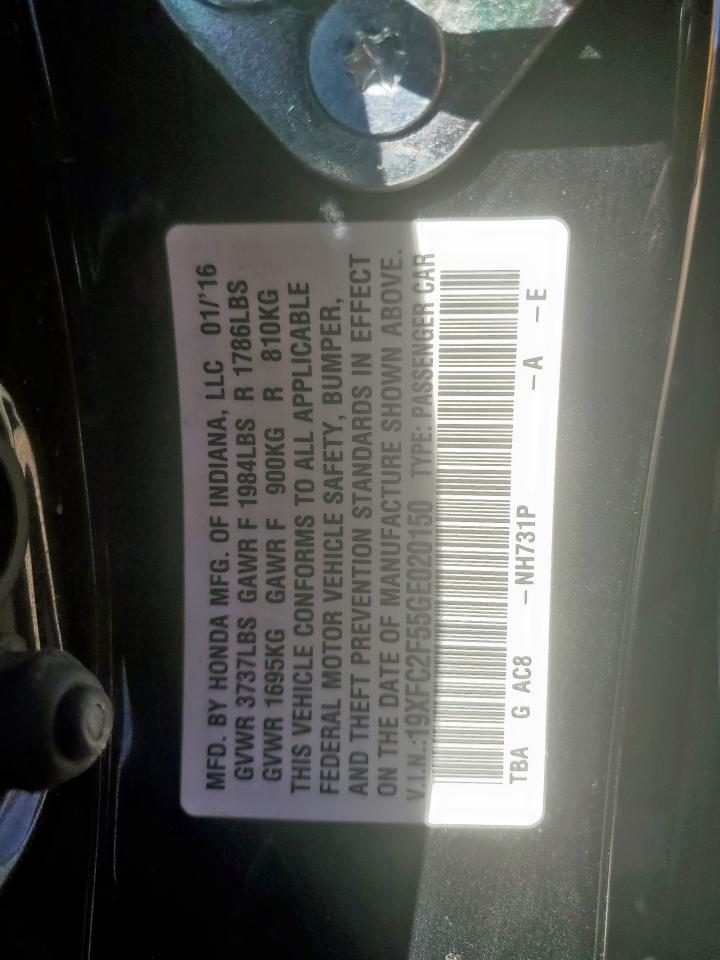 MFD. BY HONDA MFG. OF INDIANA, LLC 01/'16
GVWR 3737LBS GAWR F 1984LBS R 1786LBS
GVWR 1695KG GAWR F 900KG R 810KG
THIS VEHICLE CONFORMS TO ALL APPLICABLE
FEDERAL MOTOR VEHICLE SAFETY, BUMPER,
AND THEFT PREVENTION STANDARDS IN EFFECT
ON THE DATE OF MANUFACTURE SHOWN ABOVE.
V.I.N.:19XFC2F55GE020150 TYPE: PASSENGER CAR
TBA G AC8 –NH731P –A –E